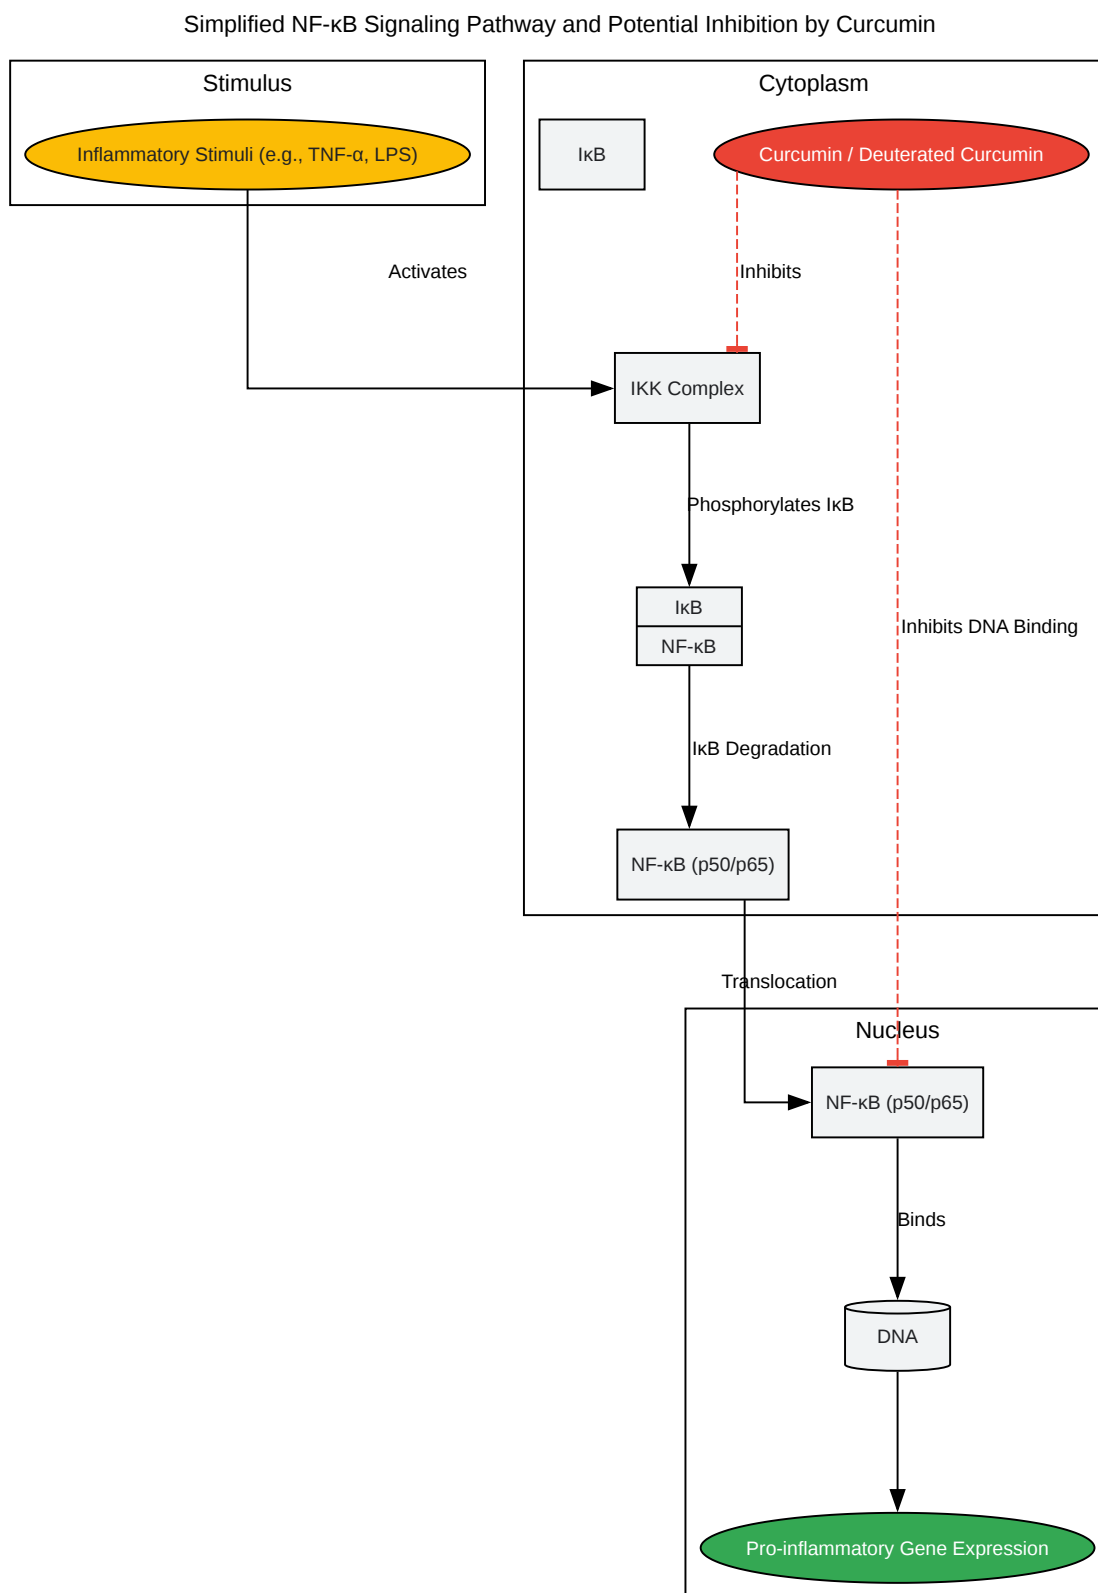 Simplified NF-κB Signaling Pathway and Potential Inhibition by Curcumin
Stimulus
Cytoplasm
Inflammatory Stimuli (e.g., TNF-α, LPS)
IκB
Curcumin / Deuterated Curcumin
Activates
Inhibits
IKK Complex
Phosphorylates IκB
IκB
NF-κB
Inhibits DNA Binding
IκB Degradation
NF-κB (p50/p65)
Translocation
Nucleus
NF-κB (p50/p65)
Binds
DNA
Pro-inflammatory Gene Expression